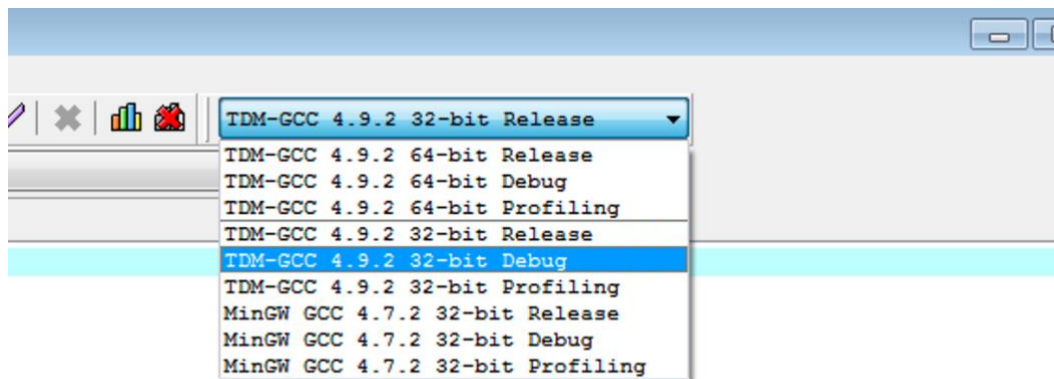 TDM-GCC 4.9.2 32-bit Release
TDM-GCC 4.9.2 64-bit Release
TDM-GCC 4.9.2 64-bit Debug
TDM-GCC 4.9.2 64-bit Profiling
TDM-GCC 4.9.2 32-bit Release
TDM-GCC 4.9.2 32-bit Debug
TDM-GCC 4.9.2 32-bit Profiling
MinGW GCC 4.7.2 32-bit Release
MinGW GCC 4.7.2 32-bit Debug
MinGW GCC 4.7.2 32-bit Profiling